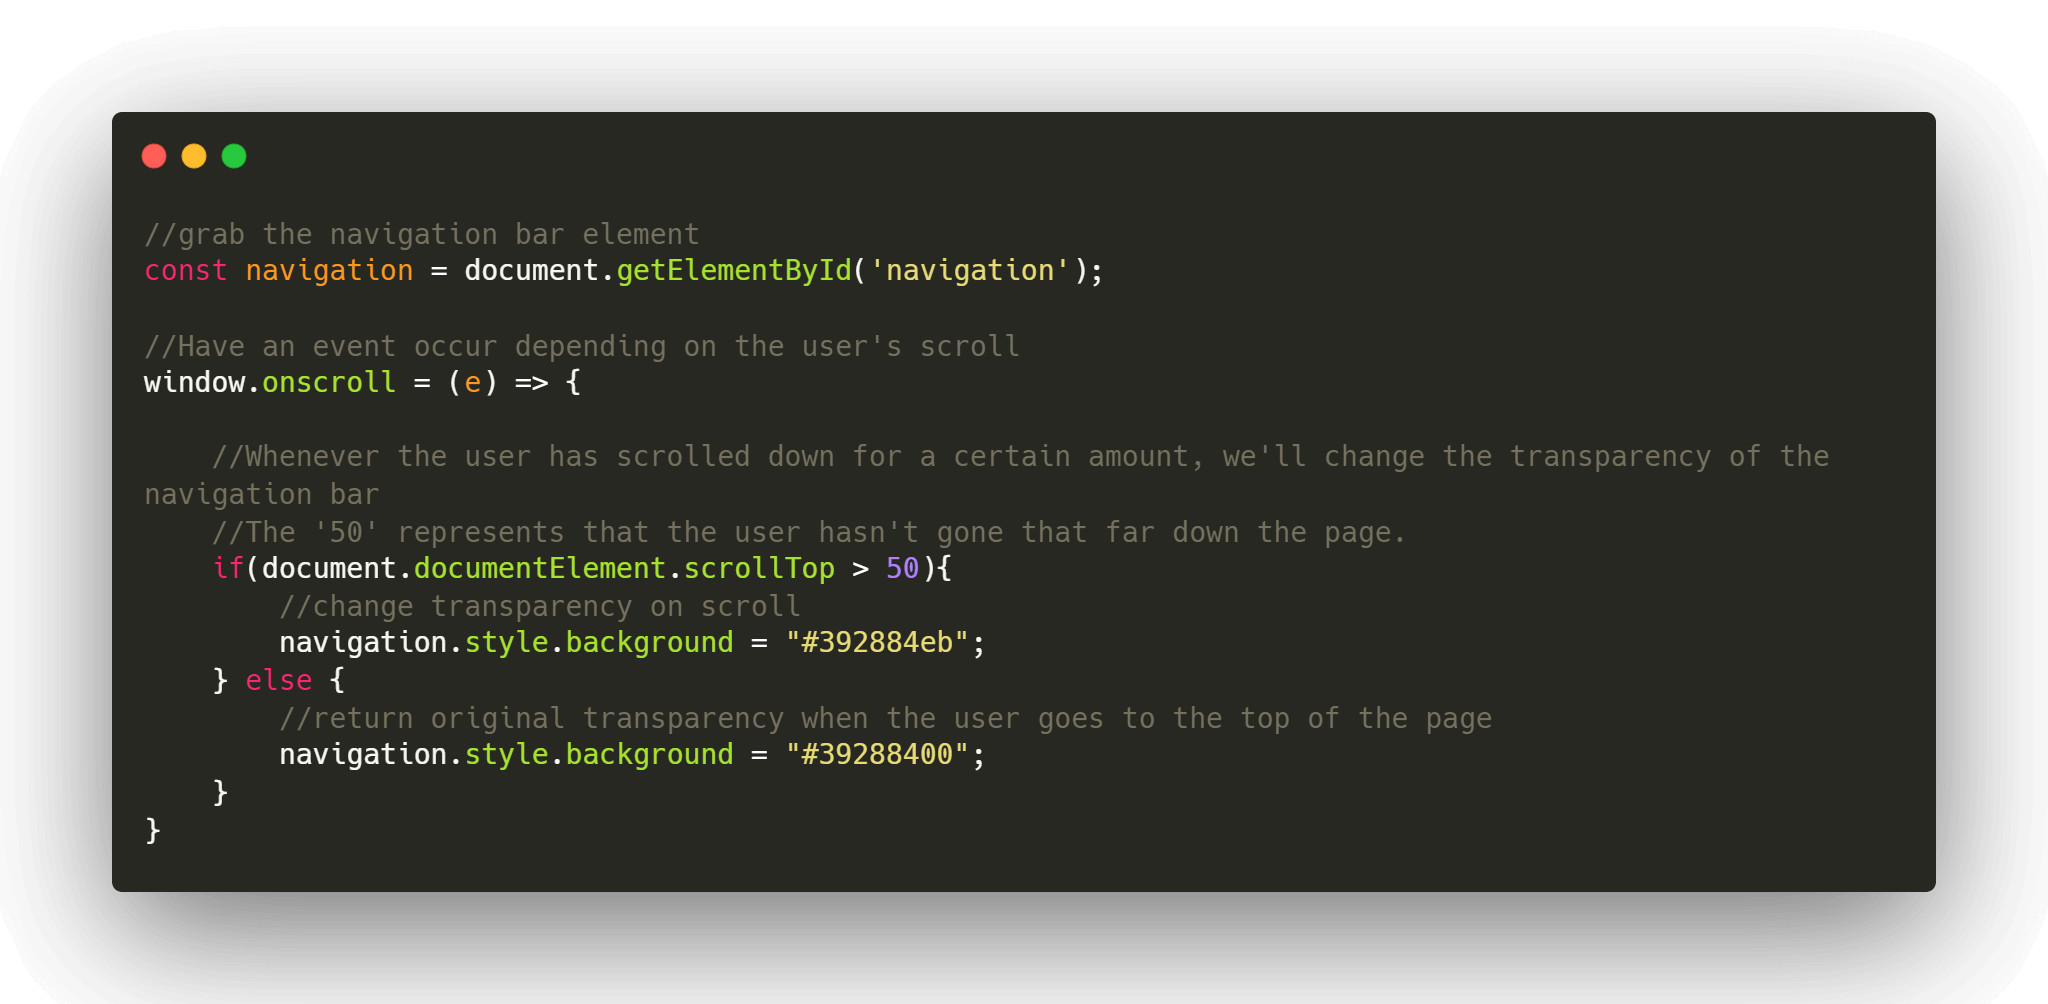 //grab the navigation bar element
const navigation = document.getElementById('navigation');

//Have an event occur depending on the user's scroll
window.onscroll = (e) => {

    //Whenever the user has scrolled down for a certain amount, we'll change the transparency of the
navigation bar
    //The '50' represents that the user hasn't gone that far down the page.
    if(document.documentElement.scrollTop > 50){
        //change transparency on scroll
        navigation.style.background = "#392884eb";
    } else {
        //return original transparency when the user goes to the top of the page
        navigation.style.background = "#39288400";
    }
}